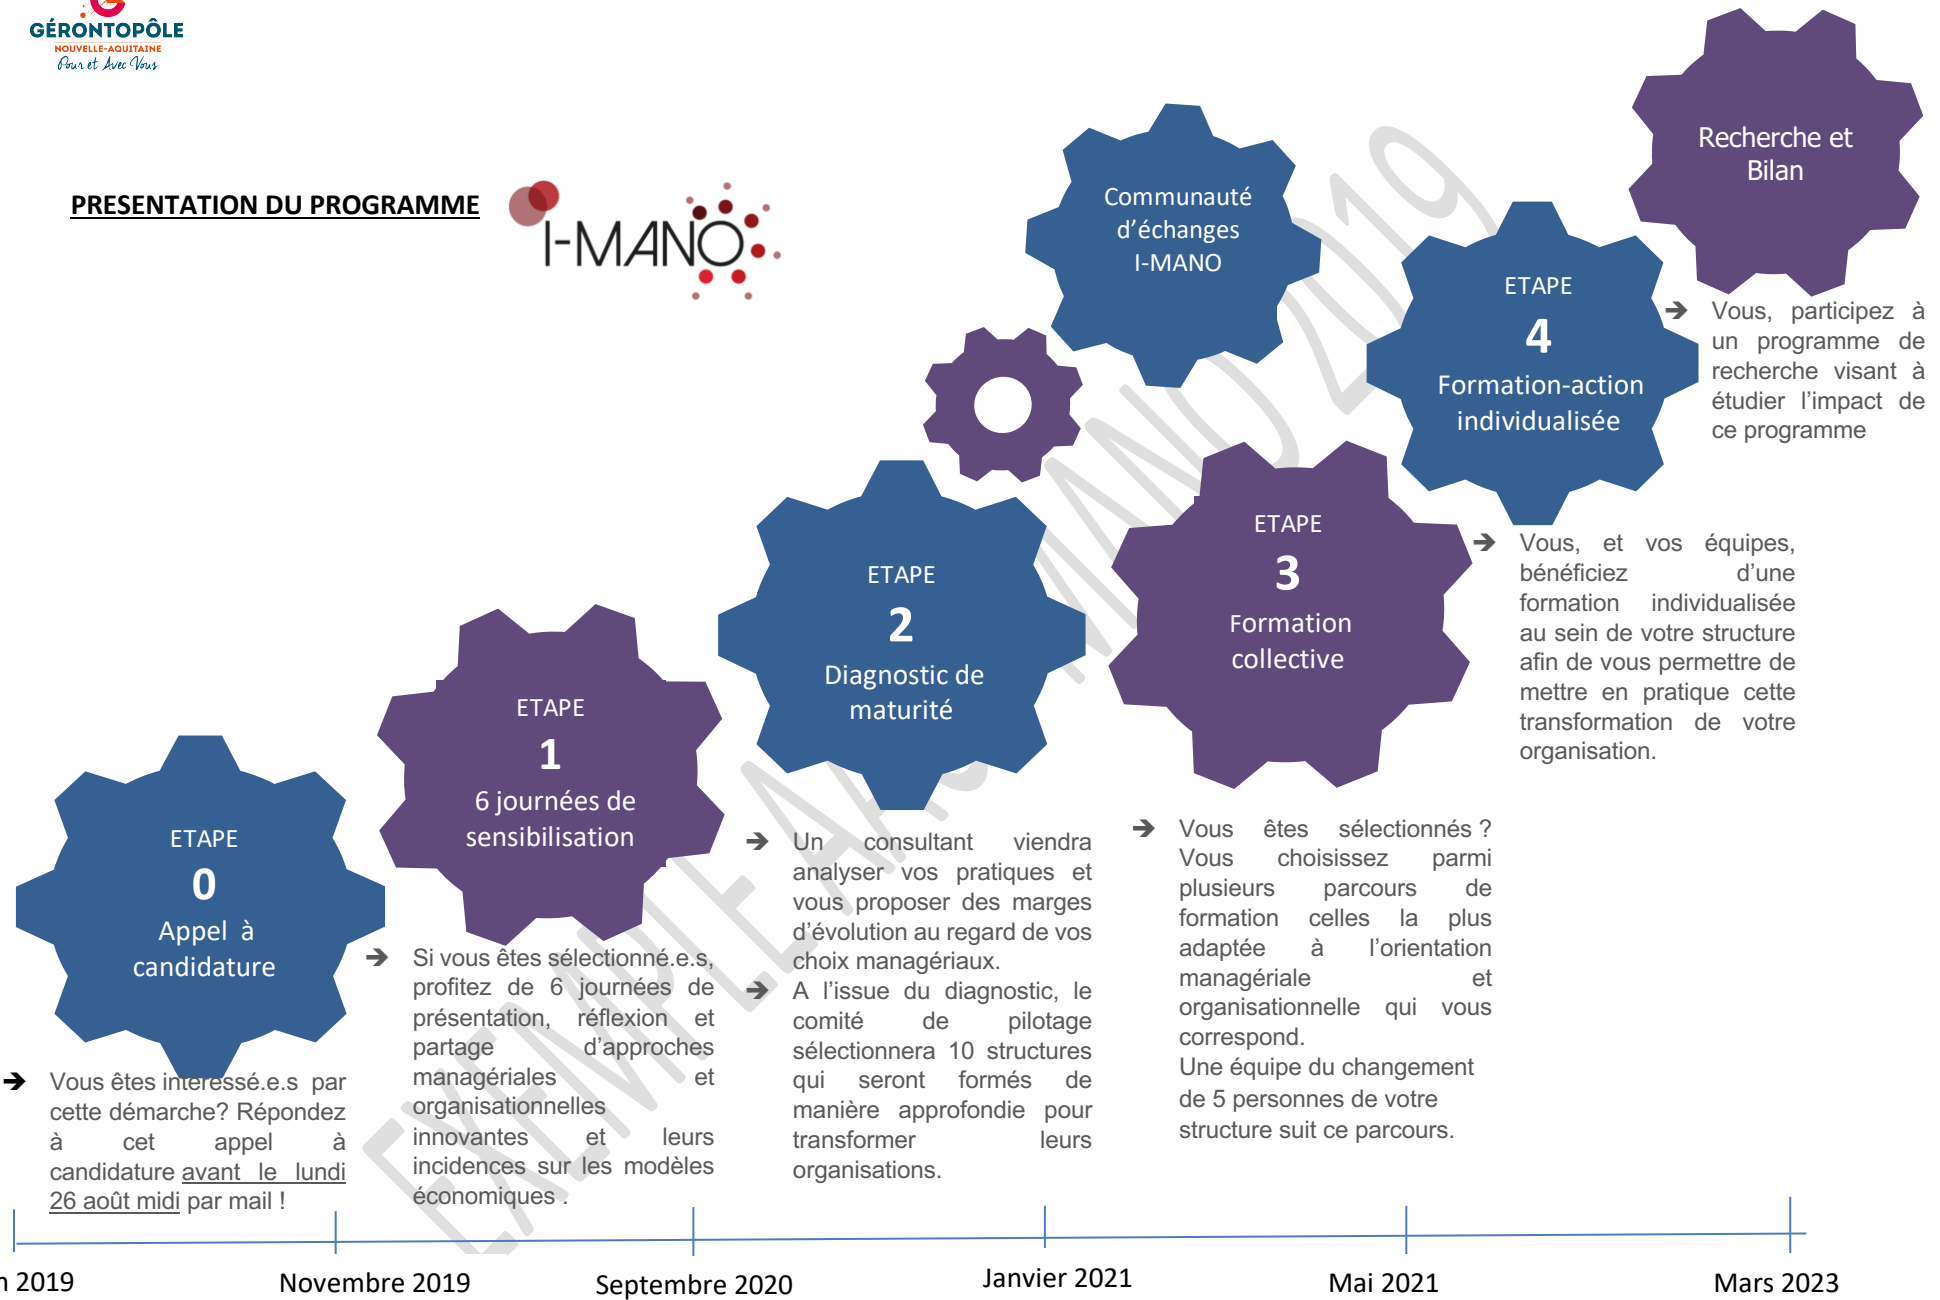 GÉRONTOPÔLE
NOUVELLE-AQUITAINE
Pour et Avec Vous
PRESENTATION DU PROGRAMME
I-MANO
Recherche et
Bilan
Communauté
d'échanges
I-MANO
ETAPE
4
Formation-action
individualisée
➔ Vous, participez à
un programme de
recherche visant à
étudier l'impact de
ce programme
ETAPE
3
Formation
collective
➔ Vous, et vos équipes,
bénéficiez d'une
formation individualisée
au sein de votre structure
afin de vous permettre de
mettre en pratique cette
transformation de votre
organisation.
ETAPE
2
Diagnostic de
maturité
ETAPE
1
6 journées de
sensibilisation
ETAPE
0
Appel à
candidature
➔ Vous êtes intéressé.e.s par
cette démarche? Répondez
à cet appel à
candidature avant le lundi
26 août midi par mail !
➔ Si vous êtes sélectionné.e.s,
profitez de 6 journées de
présentation, réflexion et
partage d'approches
managériales et
organisationnelles
innovantes et leurs
incidences sur les modèles
économiques .
➔ Un consultant viendra
analyser vos pratiques et
vous proposer des marges
d'évolution au regard de vos
choix managériaux.
➔ A l'issue du diagnostic, le
comité de pilotage
sélectionnera 10 structures
qui seront formés de
manière approfondie pour
transformer leurs
organisations.
➔ Vous êtes sélectionnés ?
Vous choisissez parmi
plusieurs parcours de
formation celles la plus
adaptée à l'orientation
managériale et
organisationnelle qui vous
correspond.
Une équipe du changement
de 5 personnes de votre
structure suit ce parcours.
2019
Novembre 2019
Septembre 2020
Janvier 2021
Mai 2021
Mars 2023
EXEMPLE MANO 2019